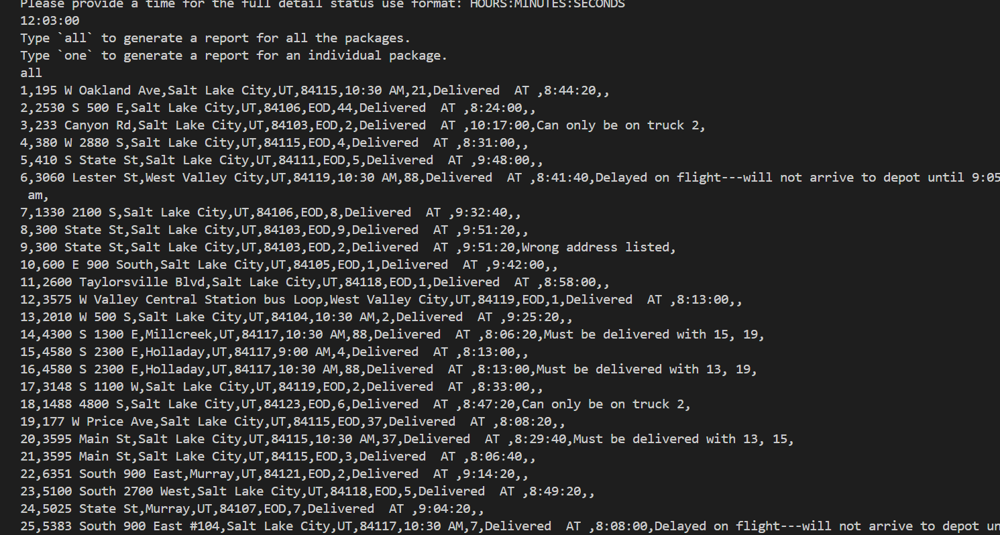 Please provide a time for the full detail status use format: HOURS:MINUTES:SECONDS
12:03:00
Type `all` to generate a report for all the packages.
Type `one` to generate a report for an individual package.
all
1,195 W Oakland Ave,Salt Lake City,UT,84115,10:30 AM,21,Delivered  AT ,8:44:20,,
2,2530 S 500 E,Salt Lake City,UT,84106,EOD,44,Delivered  AT ,8:24:00,,
3,233 Canyon Rd,Salt Lake City,UT,84103,EOD,2,Delivered  AT ,10:17:00,Can only be on truck 2,
4,380 W 2880 S,Salt Lake City,UT,84115,EOD,4,Delivered  AT ,8:31:00,,
5,410 S State St,Salt Lake City,UT,84111,EOD,5,Delivered  AT ,9:48:00,,
6,3060 Lester St,West Valley City,UT,84119,10:30 AM,88,Delivered  AT ,8:41:40,Delayed on flight---will not arrive to depot until 9:05
 am,
7,1330 2100 S,Salt Lake City,UT,84106,EOD,8,Delivered  AT ,9:32:40,,
8,300 State St,Salt Lake City,UT,84103,EOD,9,Delivered  AT ,9:51:20,,
9,300 State St,Salt Lake City,UT,84103,EOD,2,Delivered  AT ,9:51:20,Wrong address listed,
10,600 E 900 South,Salt Lake City,UT,84105,EOD,1,Delivered  AT ,9:42:00,,
11,2600 Taylorsville Blvd,Salt Lake City,UT,84118,EOD,1,Delivered  AT ,8:58:00,,
12,3575 W Valley Central Station bus Loop,West Valley City,UT,84119,EOD,1,Delivered  AT ,8:13:00,,
13,2010 W 500 S,Salt Lake City,UT,84104,10:30 AM,2,Delivered  AT ,9:25:20,,
14,4300 S 1300 E,Millcreek,UT,84117,10:30 AM,88,Delivered  AT ,8:06:20,Must be delivered with 15, 19,
15,4580 S 2300 E,Holladay,UT,84117,9:00 AM,4,Delivered  AT ,8:13:00,,
16,4580 S 2300 E,Holladay,UT,84117,10:30 AM,88,Delivered  AT ,8:13:00,Must be delivered with 13, 19,
17,3148 S 1100 W,Salt Lake City,UT,84119,EOD,2,Delivered  AT ,8:33:00,,
18,1488 4800 S,Salt Lake City,UT,84123,EOD,6,Delivered  AT ,8:47:20,Can only be on truck 2,
19,177 W Price Ave,Salt Lake City,UT,84115,EOD,37,Delivered  AT ,8:08:20,,
20,3595 Main St,Salt Lake City,UT,84115,10:30 AM,37,Delivered  AT ,8:29:40,Must be delivered with 13, 15,
21,3595 Main St,Salt Lake City,UT,84115,EOD,3,Delivered  AT ,8:06:40,,
22,6351 South 900 East,Murray,UT,84121,EOD,2,Delivered  AT ,9:14:20,,
23,5100 South 2700 West,Salt Lake City,UT,84118,EOD,5,Delivered  AT ,8:49:20,,
24,5025 State St,Murray,UT,84107,EOD,7,Delivered  AT ,9:04:20,,
25,5383 South 900 East #104,Salt Lake City,UT,84117,10:30 AM,7,Delivered  AT ,8:08:00,Delayed on flight---will not arrive to depot un